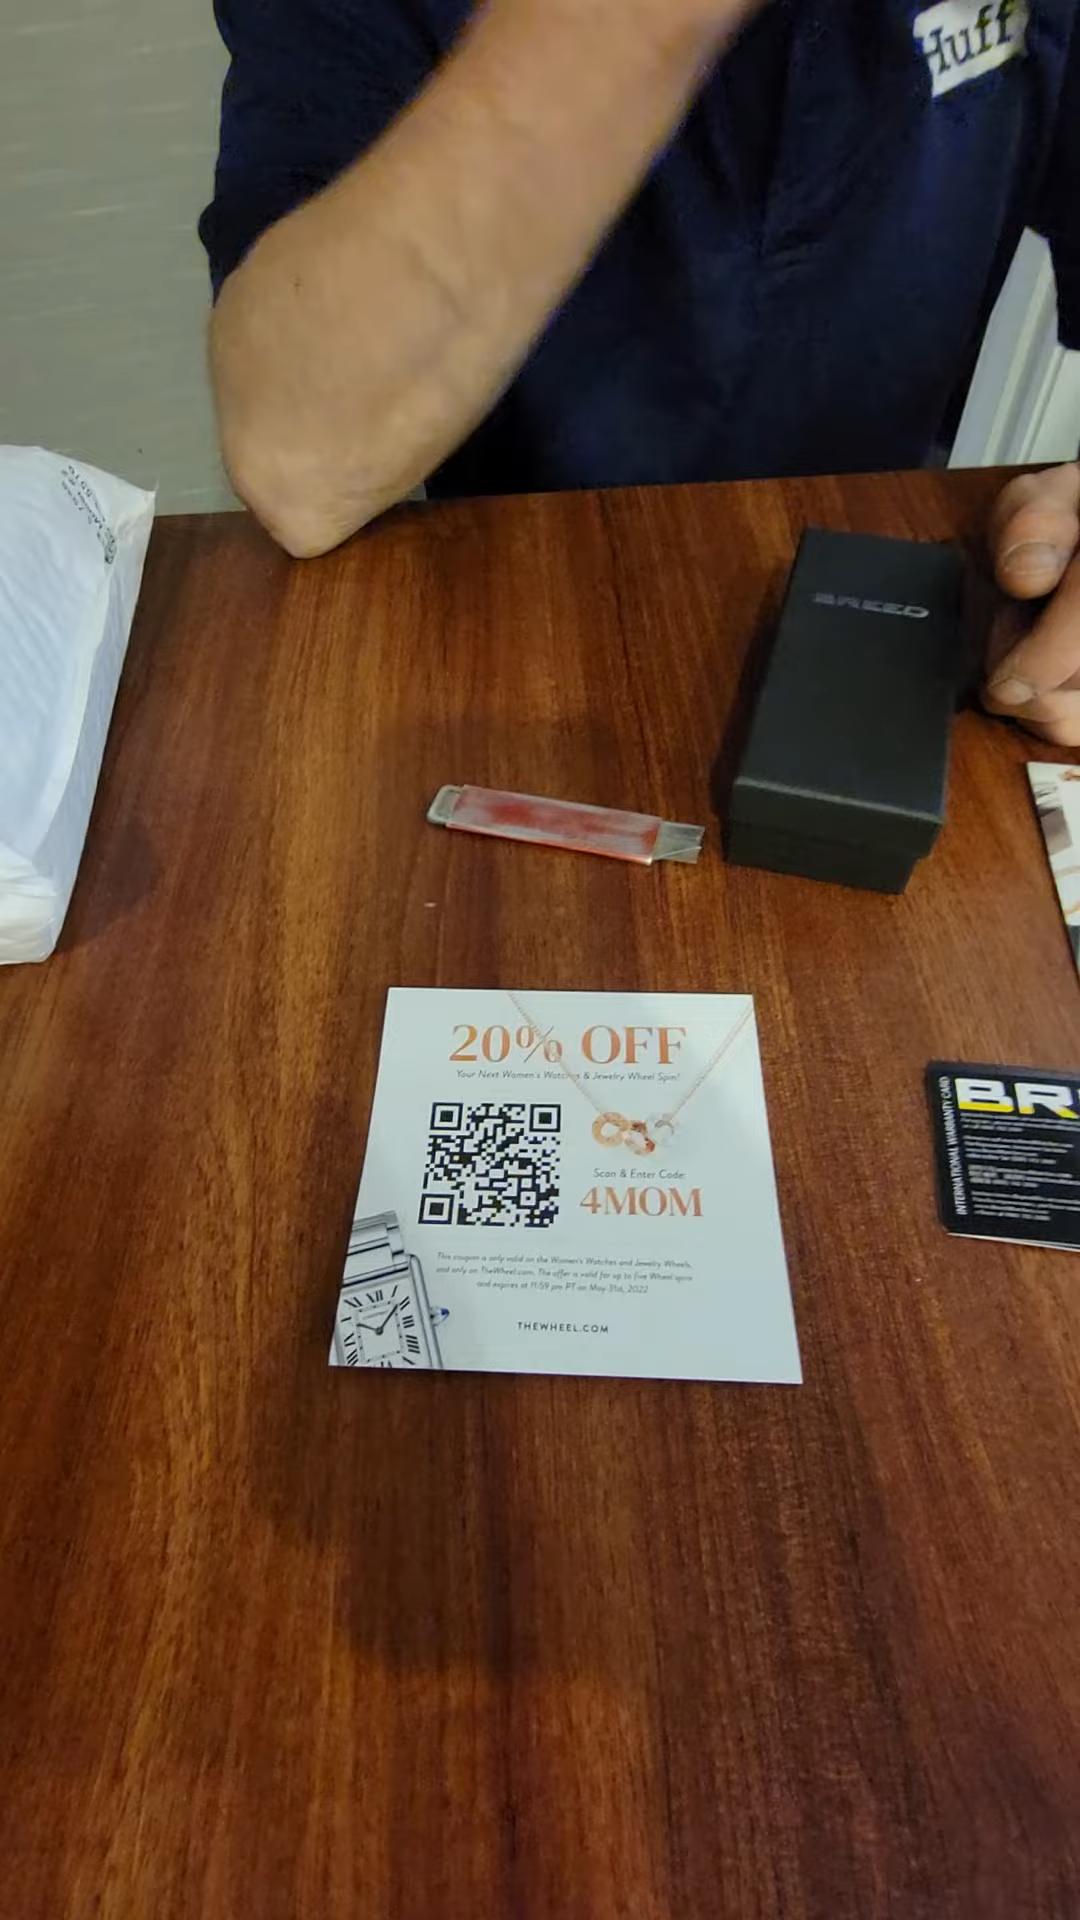 Huff
BREED
20% OFF
Your Next Women's Watches & Jewelry Wheel Spin!
Scan & Enter Code:
4MOM
This coupon is only valid on the Women's Watches and Jewelry Wheels,
and only on TheWheel.com. The offer is valid for up to five Wheel spins
and expires at 11:59 pm PT on May 31st, 2022
THEWHEEL.COM
INTERNATIONAL WARRANTY CARD
BR